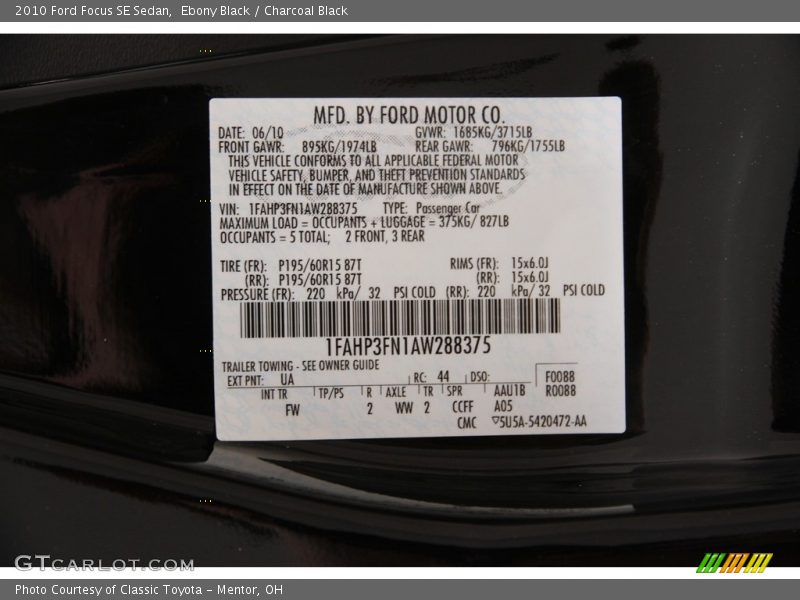 2010 Ford Focus SE Sedan, Ebony Black / Charcoal Black
MFD. BY FORD MOTOR CO.
DATE: 06/10 GVWR: 1685KG/3715LB
FRONT GAWR: 895KG/1974LB REAR GAWR: 796KG/1755LB
THIS VEHICLE CONFORMS TO ALL APPLICABLE FEDERAL MOTOR
VEHICLE SAFETY, BUMPER, AND THEFT PREVENTION STANDARDS
IN EFFECT ON THE DATE OF MANUFACTURE SHOWN ABOVE.
VIN: 1FAHP3FN1AW288375 TYPE: Passenger Car
MAXIMUM LOAD = OCCUPANTS + LUGGAGE = 375KG/ 827LB
OCCUPANTS = 5 TOTAL; 2 FRONT, 3 REAR
TIRE (FR): P195/60R15 87T RIMS (FR): 15x6.0J
(RR): P195/60R15 87T (RR): 15x6.0J
PRESSURE (FR): 220 kPa/ 32 PSI COLD (RR): 220 kPa/ 32 PSI COLD
1FAHP3FN1AW288375
TRAILER TOWING - SEE OWNER GUIDE
EXT PNT: UA RC: 44 DSO: F0088
INT TR TP/PS R AXLE TR SPR AAU1B R0088
FW 2 WW 2 CCFF A05
CMC 5U5A-5420472-AA
GTCARLOT.COM
Photo Courtesy of Classic Toyota - Mentor, OH